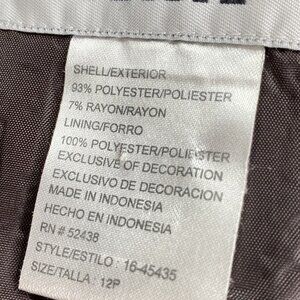 SHELL/EXTERIOR
93% POLYESTER/POLIESTER
7% RAYON/RAYON
LINING/FORRO
100% POLYESTER/POLIESTER
EXCLUSIVE OF DECORATION
EXCLUSIVO DE DECORACION
MADE IN INDONESIA
HECHO EN INDONESIA
RN # 52438
STYLE/ESTILO : 16-45435
SIZE/TALLA : 12P